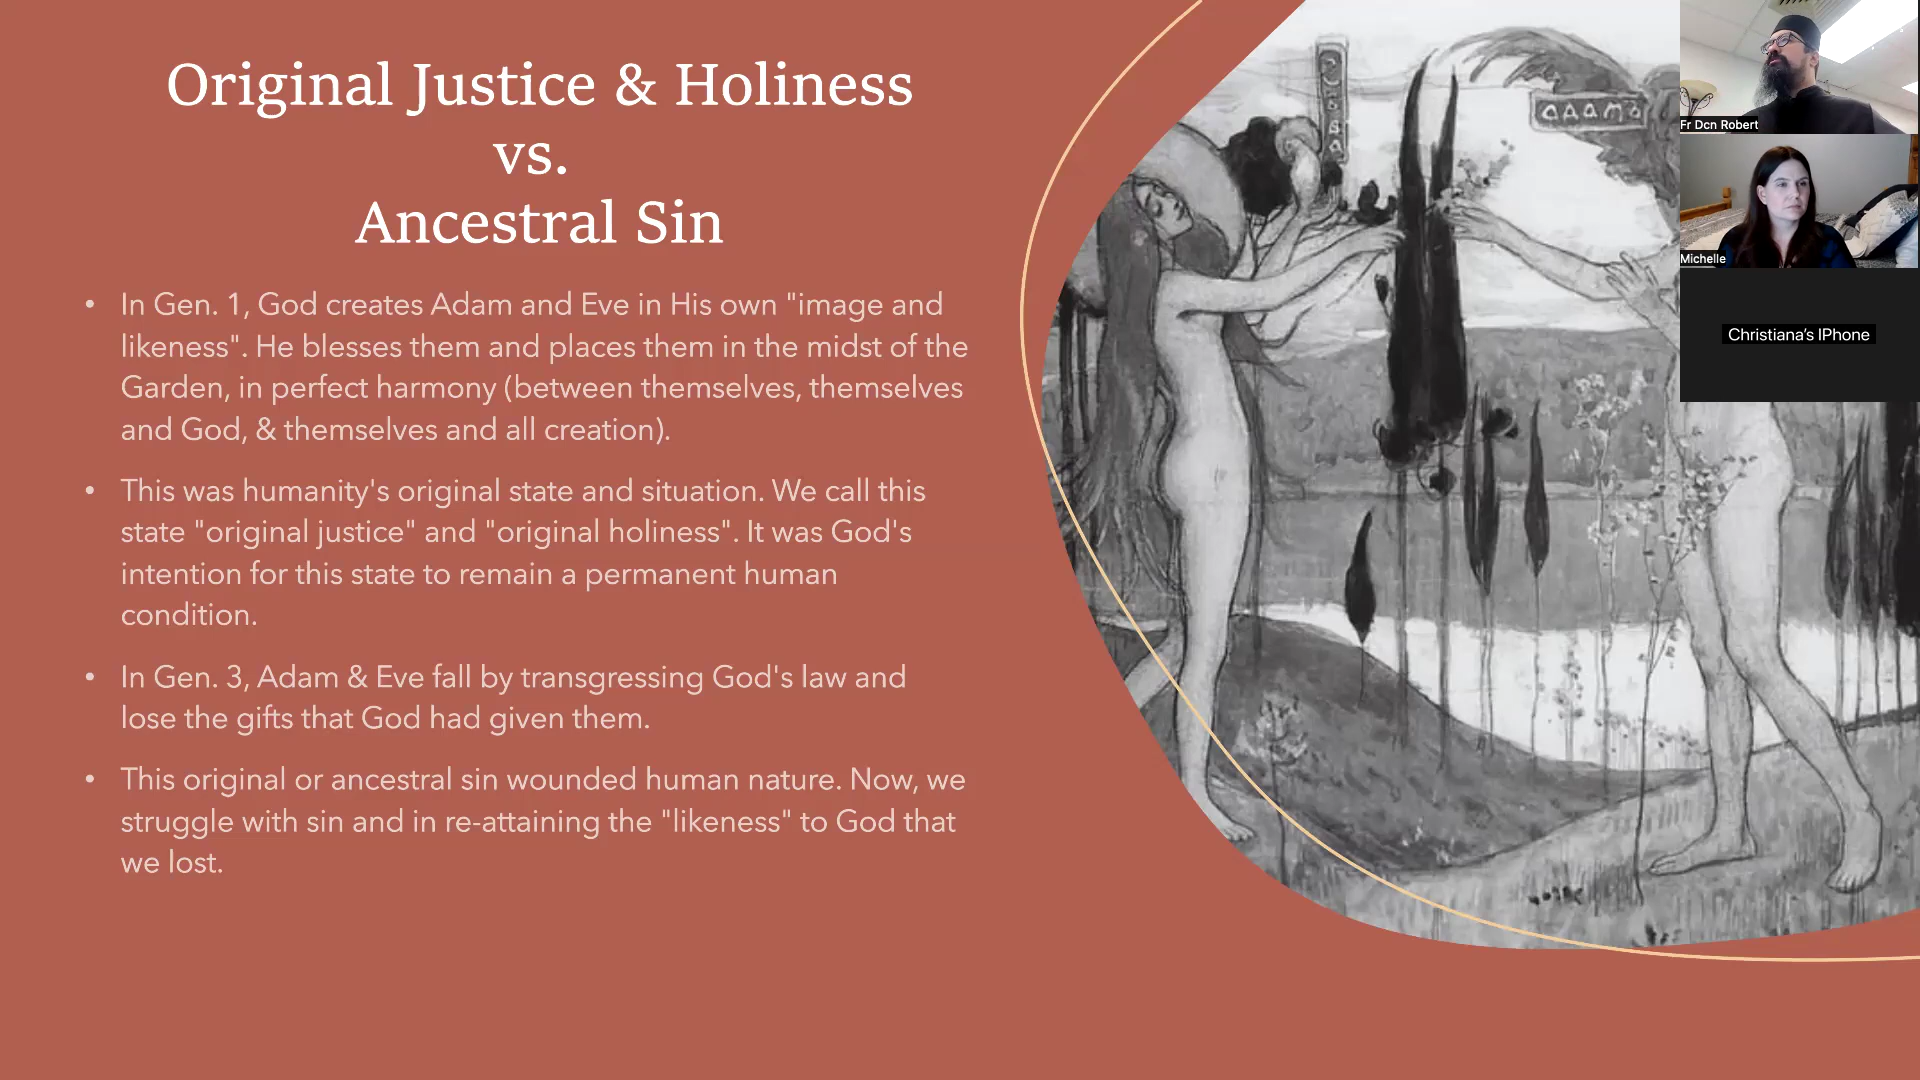 Original Justice & Holiness
vs.
Ancestral Sin
• In Gen. 1, God creates Adam and Eve in His own "image and
likeness". He blesses them and places them in the midst of the
Garden, in perfect harmony (between themselves, themselves
and God, & themselves and all creation).
• This was humanity's original state and situation. We call this
state "original justice" and "original holiness". It was God's
intention for this state to remain a permanent human
condition.
• In Gen. 3, Adam & Eve fall by transgressing God's law and
lose the gifts that God had given them.
• This original or ancestral sin wounded human nature. Now, we
struggle with sin and in re-attaining the "likeness" to God that
we lost.
АДАМЪ
Fr Dcn Robert
Michelle
Christiana's IPhone